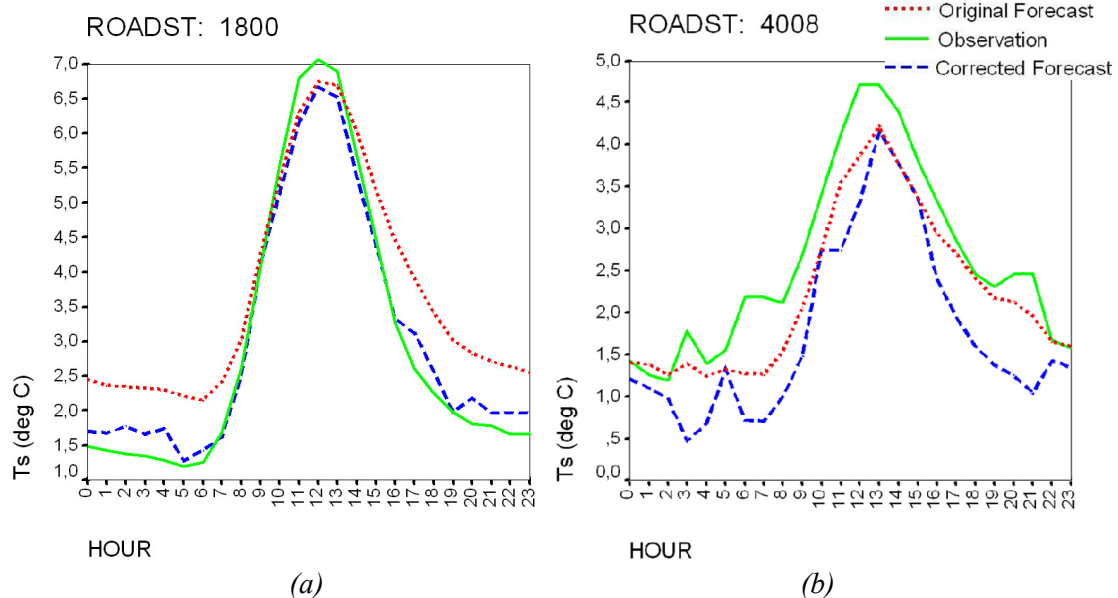 ROADST: 1800
7,0
6,5
6,0
5,5
5,0
4,5
4,0
3,5
3,0
2,5
2,0
1,5
1,0
Ts (deg C)
0 1 2 3 4 5 6 7 8 9 10 11 12 13 14 15 16 17 18 19 20 21 22 23
HOUR
(a)
ROADST: 4008
Original Forecast
Observation
Corrected Forecast
5,0
4,5
4,0
3,5
3,0
2,5
2,0
1,5
1,0
,5
0,0
Ts (deg C)
0 1 2 3 4 5 6 7 8 9 10 11 12 13 14 15 16 17 18 19 20 21 22 23
HOUR
(b)